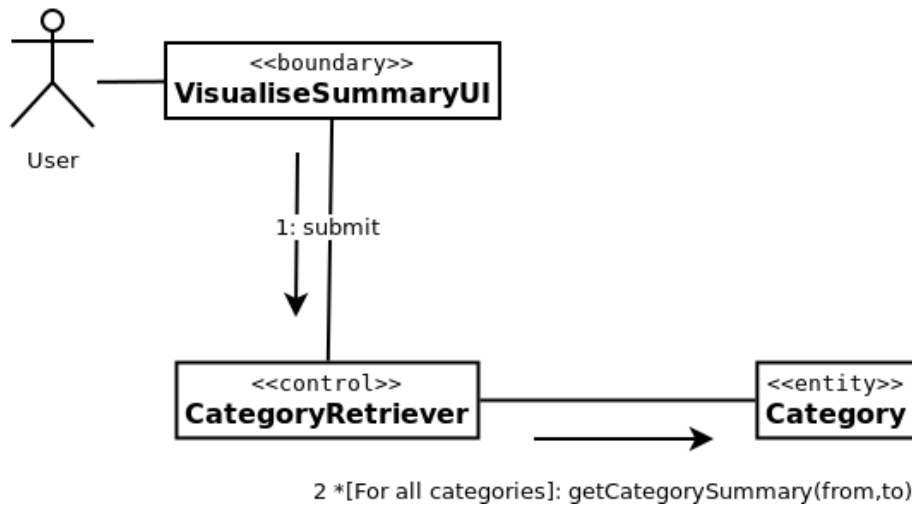 <<boundary>>
VisualiseSummaryUI
User
1: submit
<<control>>
CategoryRetriever
<<entity>>
Category
2 *[For all categories]: getCategorySummary(from,to)